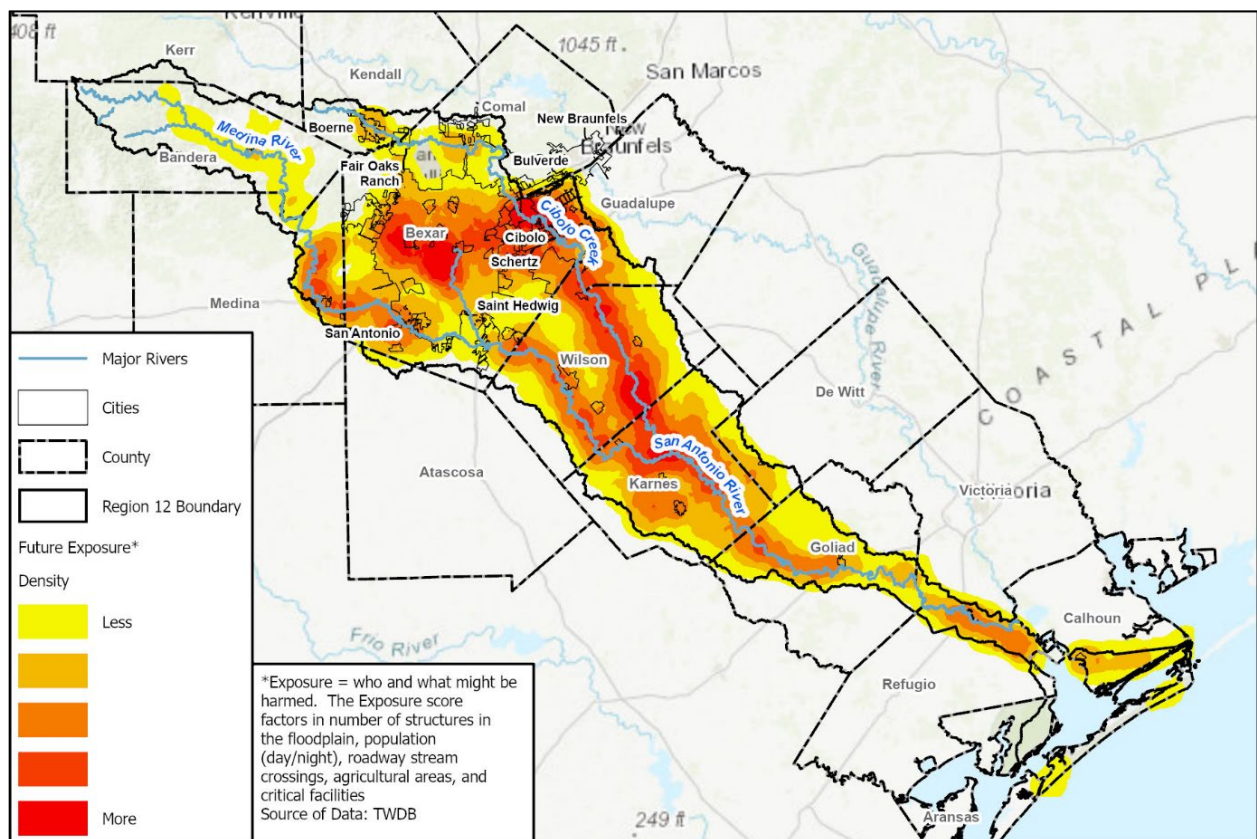 408 ft
Kerrville
Kerr
Kendall
1045 ft
San Marcos
Comal
New Braunfels
New
Braunfels
Boerne
Medina River
Bandera
Bulverde
Fair Oaks
Ranch
Guadalupe
Cibolo Creek
Bexar
Cibolo
Schertz
Guadalupe River
COASTAL PLA
Medina
Saint Hedwig
San Antonio
Wilson
De Witt
San Antonio River
Atascosa
Karnes
Victoria
Victoria
Goliad
Calhoun
Frio River
Refugio
249 ft
Aransas
Major Rivers
Cities
County
Region 12 Boundary
Future Exposure*
Density
Less
More
*Exposure = who and what might be
harmed. The Exposure score
factors in number of structures in
the floodplain, population
(day/night), roadway stream
crossings, agricultural areas, and
critical facilities
Source of Data: TWDB